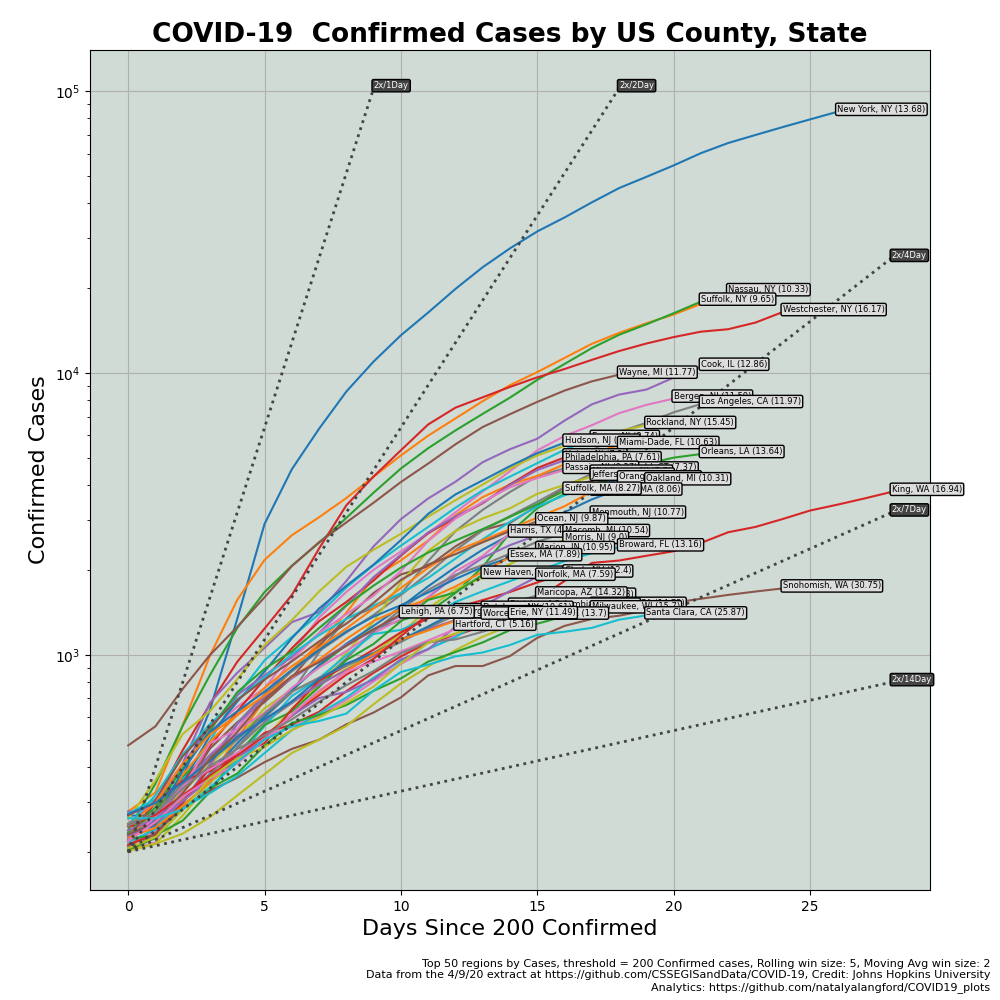 COVID-19 Confirmed Cases by US County, State
2x/1Day
2x/2Day
10^5
New York, NY (13.68)
2x/4Day
Nassau, NY (10.33)
Suffolk, NY (9.65)
Westchester, NY (16.17)
Cook, IL (12.86)
Wayne, MI (11.77)
10^4
Los Angeles, CA (11.97)
Rockland, NY (15.45)
Hudson, NJ
Miami-Dade, FL (10.63)
Orleans, LA (13.64)
Philadelphia, PA (7.61)
Oakland, MI (10.31)
Suffolk, MA (8.27)
MA (8.06)
King, WA (16.94)
2x/7Day
Monmouth, NJ (10.77)
Ocean, NJ (9.87)
Harris, TX
Macomb, MI (10.54)
Morris, NJ (9.0)
Broward, FL (13.16)
Marion, IN (10.95)
Essex, MA (7.89)
New Haven,
Norfolk, MA (7.59)
Snohomish, WA (30.75)
Maricopa, AZ (14.32)
Milwaukee, WI
Lehigh, PA (6.75)
Erie, NY (11.49)
(13.7)
Santa Clara, CA (25.87)
Hartford, CT (5.16)
10^3
2x/14Day
Confirmed Cases
0 5 10 15 20 25
Days Since 200 Confirmed
Top 50 regions by Cases, threshold = 200 Confirmed cases, Rolling win size: 5, Moving Avg win size: 2
Data from the 4/9/20 extract at https://github.com/CSSEGISandData/COVID-19, Credit: Johns Hopkins University
Analytics: https://github.com/natalyalangford/COVID19_plots